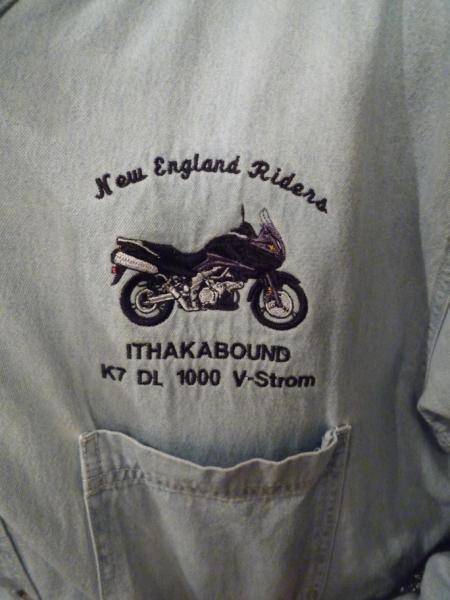 New England Riders
ITHAKABOUND
K7 DL 1000 V-Strom